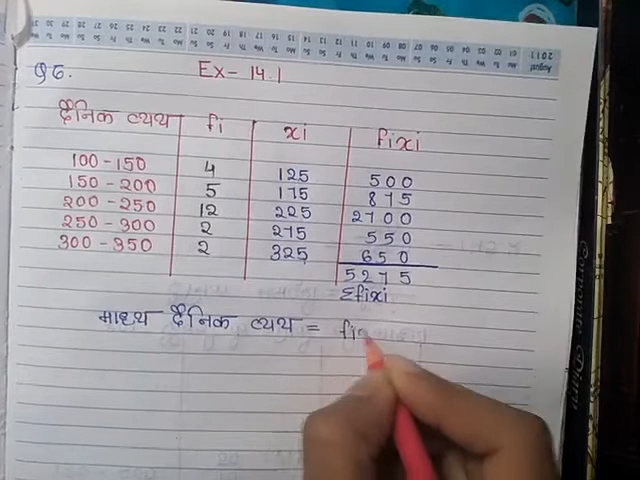 Q6. Ex-14.1
दैनिक व्यय fi xi fixi
100-150 4 125 500
150-200 5 175 875
200-250 12 225 2700
250-300 2 275 550
300-350 2 325 650
5275
Σfixi
माध्य दैनिक व्यय = fi